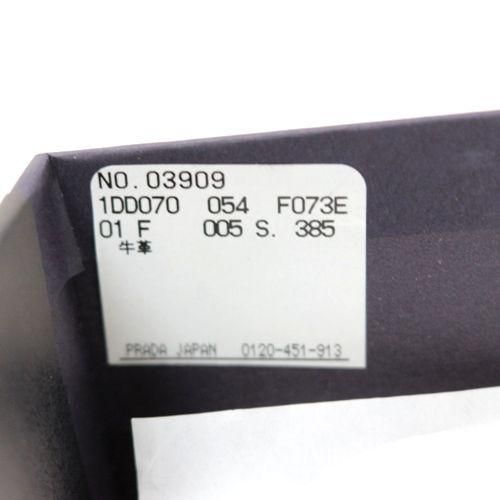 NO. 03909
1DD070 054 F073E
01 F 005 S. 385
牛革
PRADA JAPAN 0120-451-913